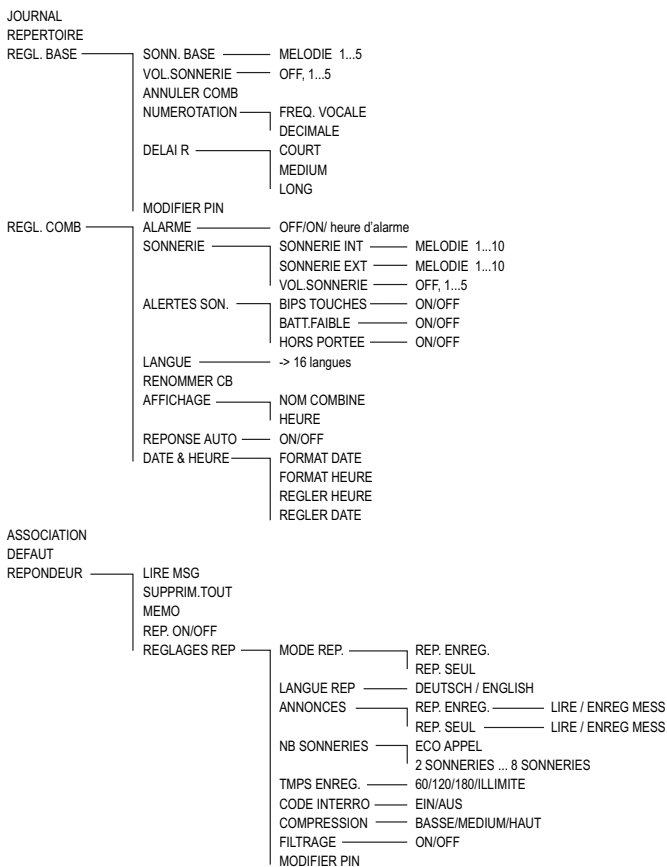 JOURNAL
REPERTOIRE
REGL. BASE SONN. BASE MELODIE 1...5
VOL.SONNERIE OFF, 1...5
ANNULER COMB
NUMEROTATION FREQ. VOCALE
DECIMALE
DELAI R COURT
MEDIUM
LONG
MODIFIER PIN
REGL. COMB ALARME OFF/ON/ heure d'alarme
SONNERIE SONNERIE INT MELODIE 1...10
SONNERIE EXT MELODIE 1...10
VOL.SONNERIE OFF, 1...5
ALERTES SON. BIPS TOUCHES ON/OFF
BATT.FAIBLE ON/OFF
HORS PORTEE ON/OFF
LANGUE -> 16 langues
RENOMMER CB
AFFICHAGE NOM COMBINE
HEURE
REPONSE AUTO ON/OFF
DATE & HEURE FORMAT DATE
FORMAT HEURE
REGLER HEURE
REGLER DATE
ASSOCIATION
DEFAUT
REPONDEUR LIRE MSG
SUPPRIM.TOUT
MEMO
REP. ON/OFF
REGLAGES REP MODE REP. REP. ENREG.
REP. SEUL
LANGUE REP DEUTSCH / ENGLISH
ANNONCES REP. ENREG. LIRE / ENREG MESS
REP. SEUL LIRE / ENREG MESS
NB SONNERIES ECO APPEL
2 SONNERIES ... 8 SONNERIES
TMPS ENREG. 60/120/180/ILLIMITE
CODE INTERRO EIN/AUS
COMPRESSION BASSE/MEDIUM/HAUT
FILTRAGE ON/OFF
MODIFIER PIN